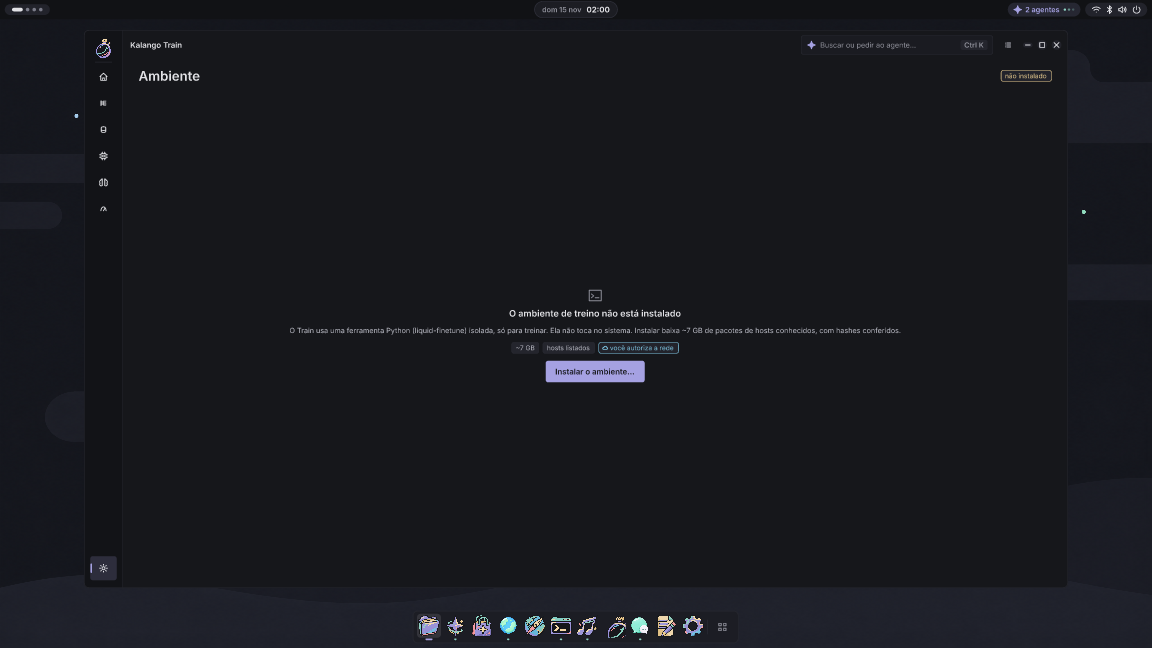 dom 15 nov 02:00
2 agentes
Kalango Train
Buscar ou pedir ao agente... Ctrl K
Ambiente
não instalado
O ambiente de treino não está instalado
O Train usa uma ferramenta Python (liquid-finetune) isolada, só para treinar. Ela não toca no sistema. Instalar baixa ~7 GB de pacotes de hosts conhecidos, com hashes conferidos.
~7 GB hosts listados você autoriza a rede
Instalar o ambiente...